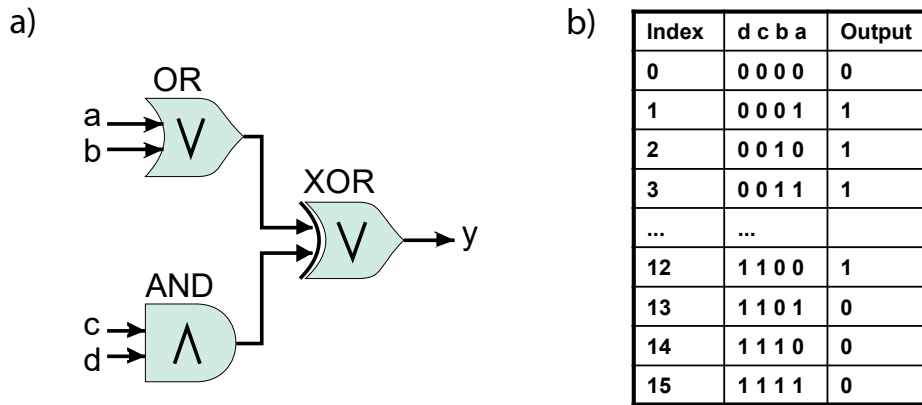 a)
OR
a
b
V
XOR
V
y
AND
c
d
Λ
b)
Index d c b a Output
0 0 0 0 0 0
1 0 0 0 1 1
2 0 0 1 0 1
3 0 0 1 1 1
... ...
12 1 1 0 0 1
13 1 1 0 1 0
14 1 1 1 0 0
15 1 1 1 1 0